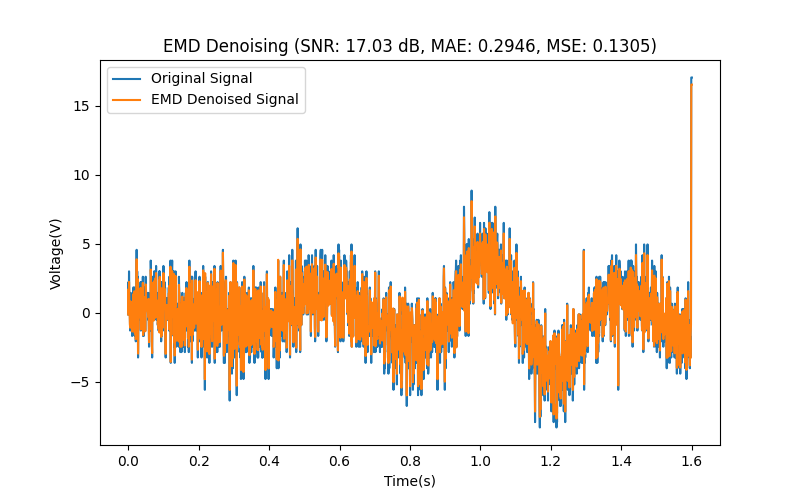 EMD Denoising (SNR: 17.03 dB, MAE: 0.2946, MSE: 0.1305)
Original Signal
EMD Denoised Signal
15
10
5
0
−5
Voltage(V)
0.0 0.2 0.4 0.6 0.8 1.0 1.2 1.4 1.6
Time(s)